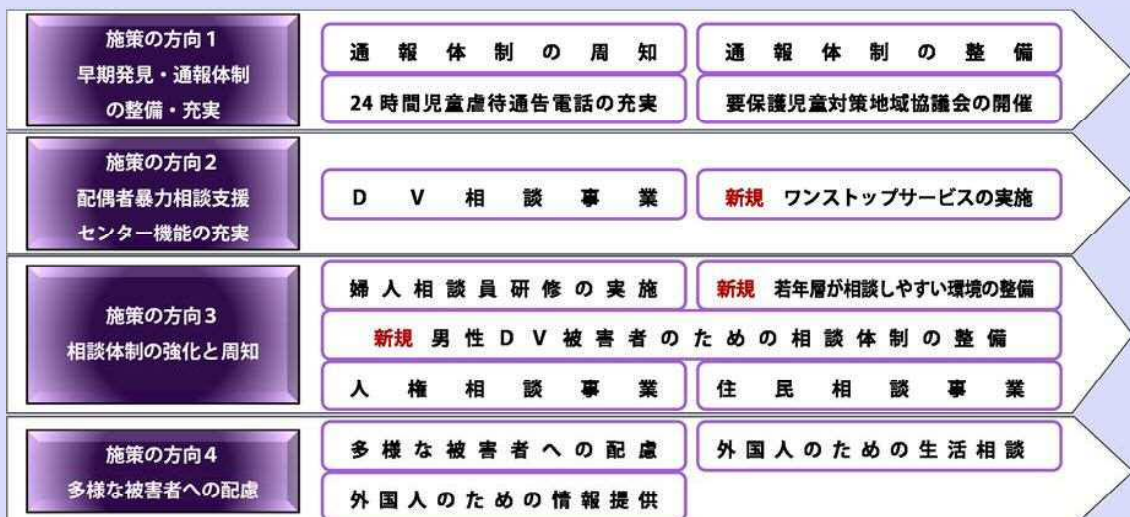 施策の方向1
早期発見・通報体制
の整備・充実
通報体制の周知
通報体制の整備
24時間児童虐待通告電話の充実
要保護児童対策地域協議会の開催
施策の方向2
配偶者暴力相談支援
センター機能の充実
DV相談事業
新規 ワンストップサービスの実施
施策の方向3
相談体制の強化と周知
婦人相談員研修の実施
新規 若年層が相談しやすい環境の整備
新規 男性DV被害者のための相談体制の整備
人権相談事業
住民相談事業
施策の方向4
多様な被害者への配慮
多様な被害者への配慮
外国人のための生活相談
外国人のための情報提供